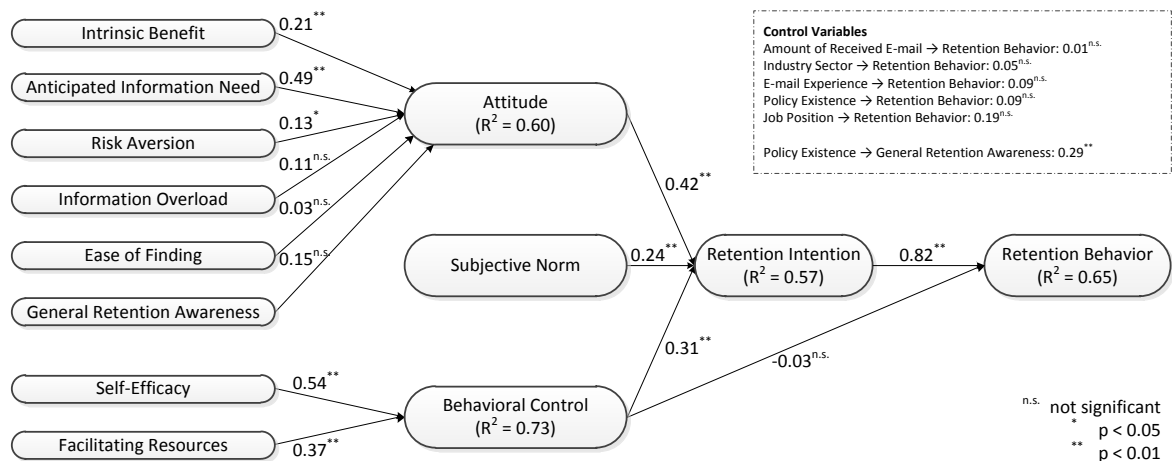 Intrinsic Benefit
0.21**
Anticipated Information Need
0.49**
Risk Aversion
0.13*
Information Overload
0.11n.s.
Ease of Finding
0.03n.s.
General Retention Awareness
0.15n.s.
Self-Efficacy
0.54**
Facilitating Resources
0.37**
Attitude
(R² = 0.60)
Subjective Norm
Behavioral Control
(R² = 0.73)
0.42**
0.24**
0.31**
Retention Intention
(R² = 0.57)
0.82**
-0.03n.s.
Retention Behavior
(R² = 0.65)
Control Variables
Amount of Received E-mail → Retention Behavior: 0.01n.s.
Industry Sector → Retention Behavior: 0.05n.s.
E-mail Experience → Retention Behavior: 0.09n.s.
Policy Existence → Retention Behavior: 0.09n.s.
Job Position → Retention Behavior: 0.19n.s.
Policy Existence → General Retention Awareness: 0.29**
n.s. not significant
* p < 0.05
** p < 0.01